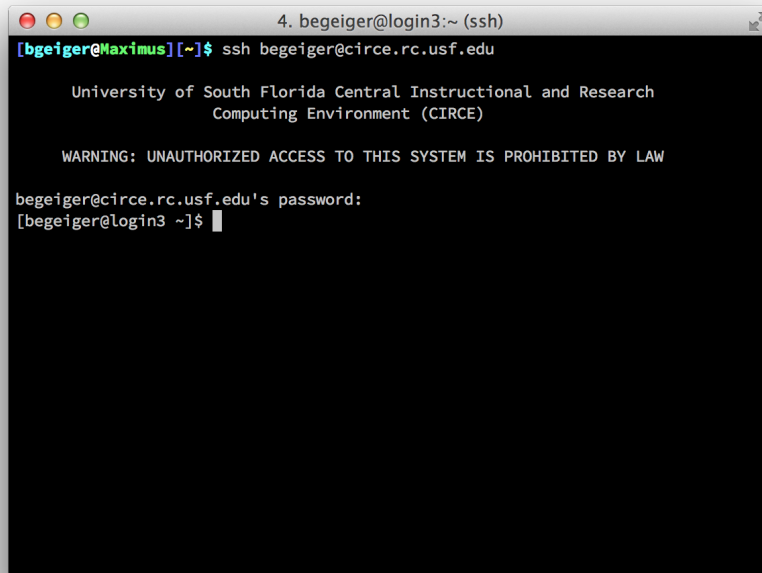 4. begeiger@login3:~ (ssh)
[bgeiger@Maximus][~]$ ssh begeiger@circe.rc.usf.edu
University of South Florida Central Instructional and Research
Computing Environment (CIRCE)
WARNING: UNAUTHORIZED ACCESS TO THIS SYSTEM IS PROHIBITED BY LAW
begeiger@circe.rc.usf.edu's password:
[begeiger@login3 ~]$